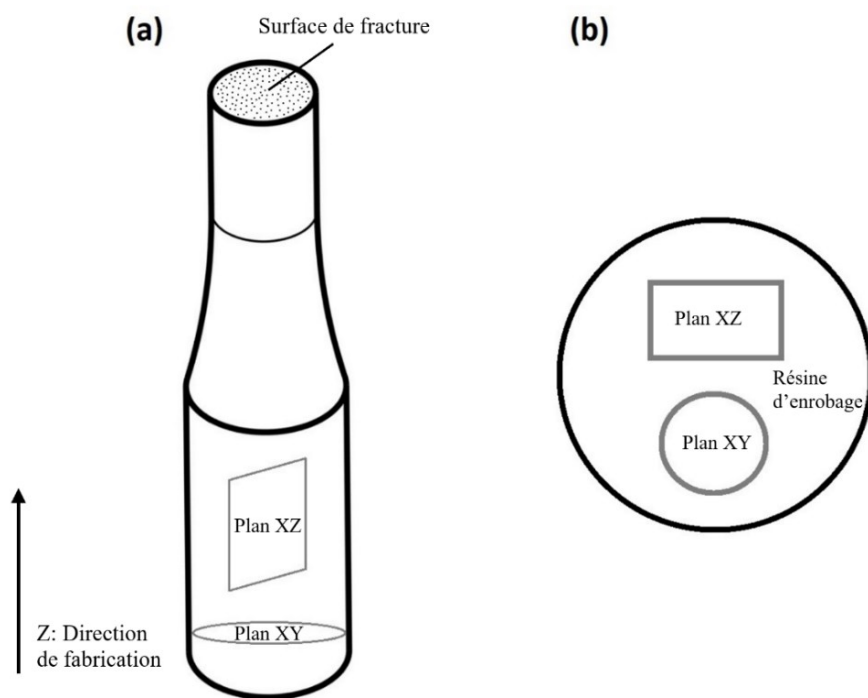 (a)
Surface de
fracture
Plan XZ
Plan XY
Z: Direction
de fabrication
(b)
Plan XZ
Résine
d’enrobage
Plan XY